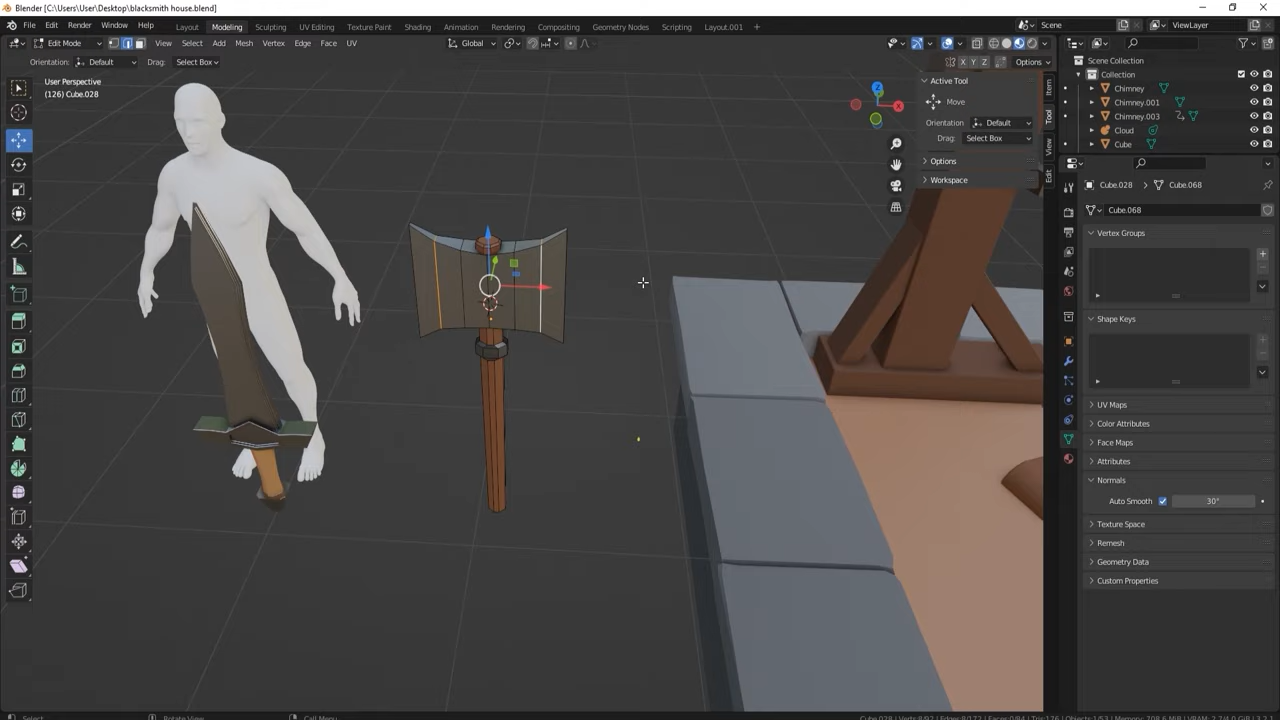 Blender [C:\Users\User\Desktop\blacksmith house.blend]
File Edit Render Window Help Layout Modeling Sculpting UV Editing Texture Paint Shading Animation Rendering Compositing Geometry Nodes Scripting Layout.001 + Scene ViewLayer
Edit Mode View Select Add Mesh Vertex Edge Face UV Global
Orientation: Default Drag: Select Box X Y Z Options
User Perspective
(126) Cube.028
Z
X
Active Tool
Move
Orientation Default
Drag: Select Box
Options
Workspace
Item
Tool
View
Edit
Scene Collection
Collection
Chimney
Chimney.001
Chimney.003
Cloud
Cube
Cube.028 Cube.068
Cube.068
Vertex Groups
Shape Keys
UV Maps
Color Attributes
Face Maps
Attributes
Normals
Auto Smooth 30°
Texture Space
Remesh
Geometry Data
Custom Properties
Select Rotate View Call Menu